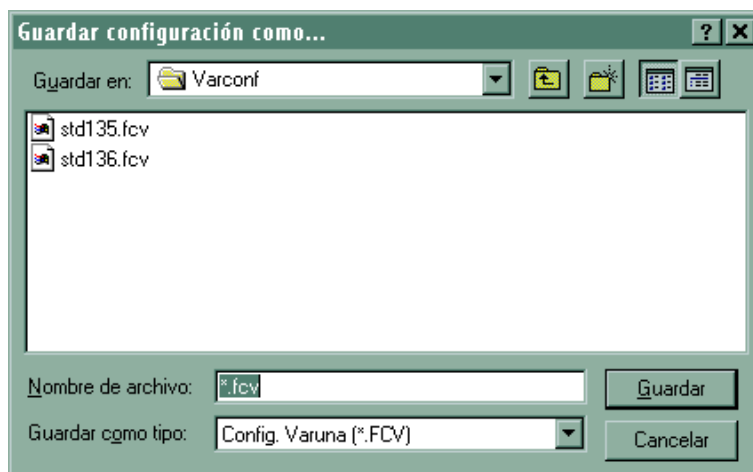 Guardar configuración como...
Guardar en: Varconf
std135.fcv
std136.fcv
Nombre de archivo: *.fcv Guardar
Guardar como tipo: Config. Varuna (*.FCV) Cancelar